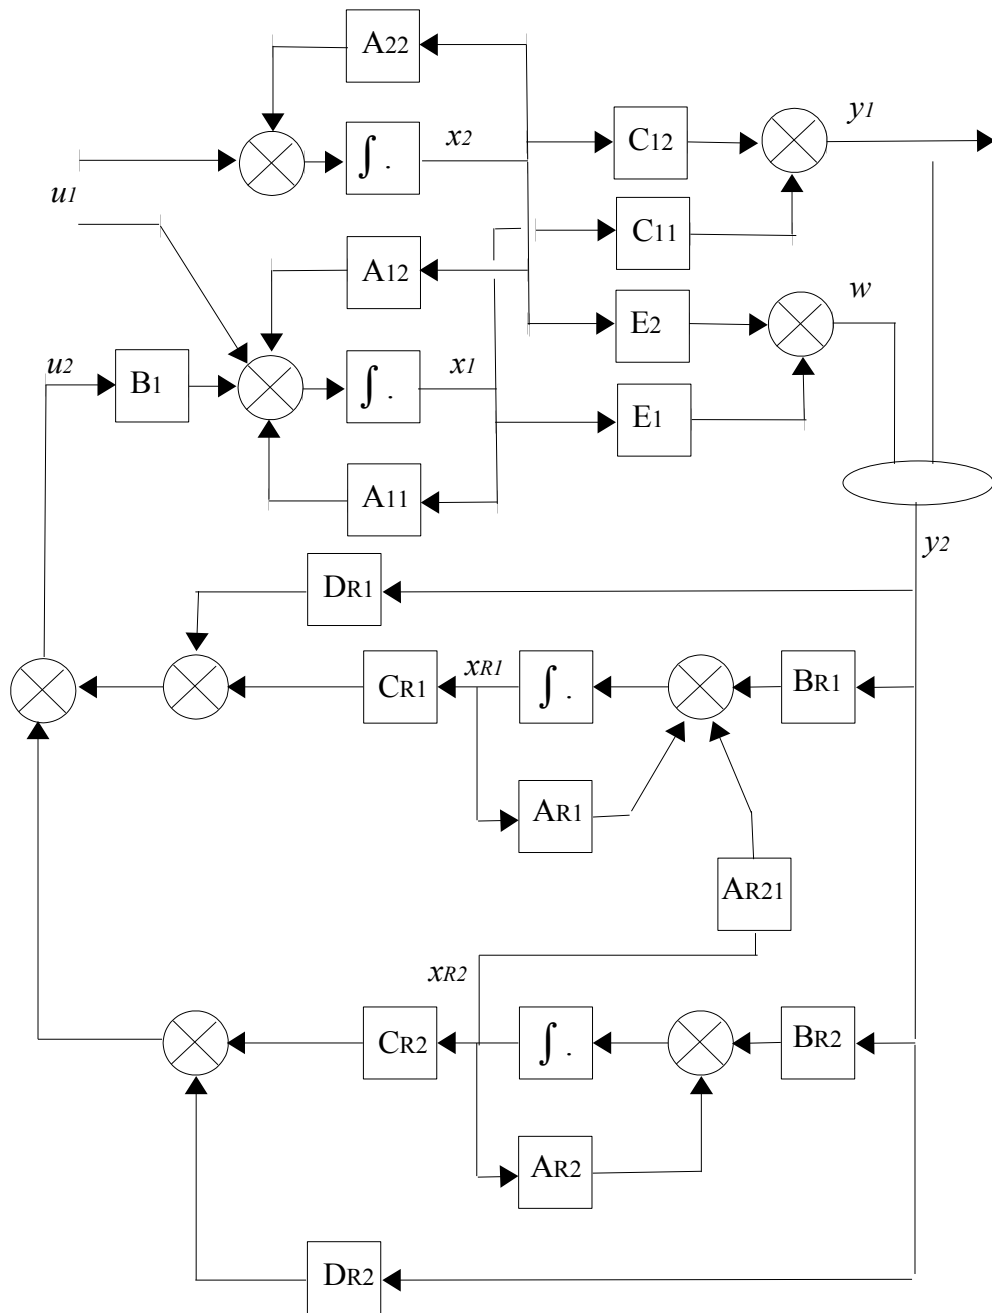 A22
x2
∫ .
C12
y1
u1
C11
A12
E2
w
u2
B1
x1
∫ .
E1
A11
y2
DR1
xR1
CR1
∫ .
BR1
AR1
AR21
xR2
CR2
∫ .
BR2
AR2
DR2